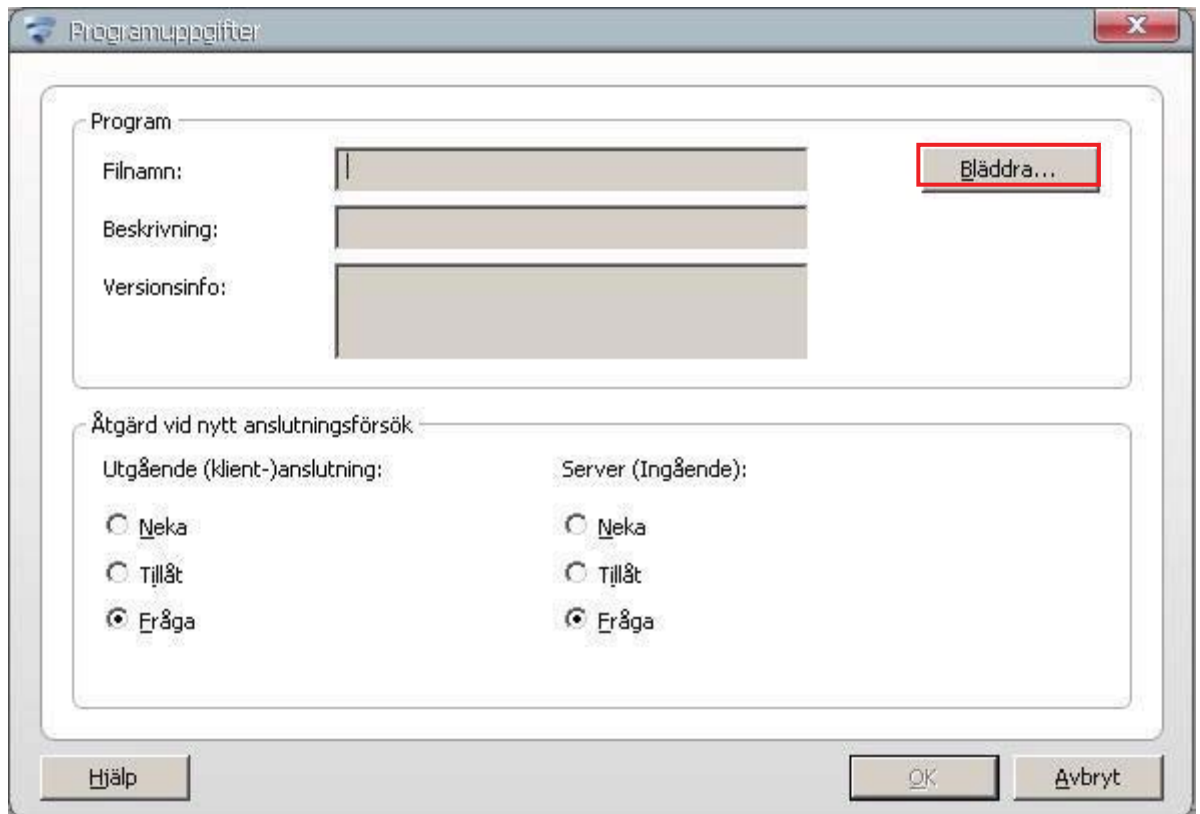 Programuppgifter
Program
Filnamn:
Bläddra...
Beskrivning:
Versionsinfo:
Åtgärd vid nytt anslutningsförsök
Utgående (klient-)anslutning:
Server (Ingående):
Neka
Neka
Tillåt
Tillåt
Fråga
Fråga
Hjälp
OK
Avbryt